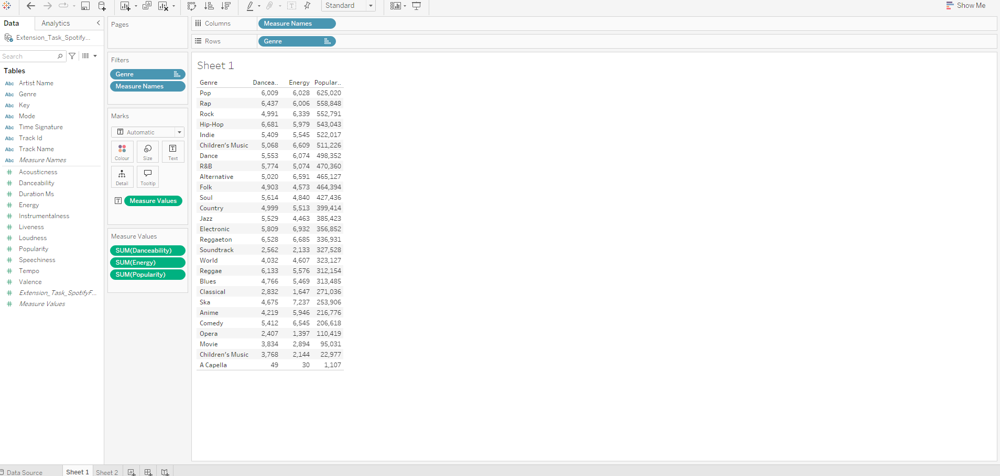 Standard
Show Me
Data Analytics
Extension_Task_Spotify...
Search
Tables
Abc Artist Name
Abc Genre
Abc Key
Abc Mode
Abc Time Signature
Abc Track Id
Abc Track Name
Abc Measure Names
# Acousticness
# Danceability
# Duration Ms
# Energy
# Instrumentalness
# Liveness
# Loudness
# Popularity
# Speechiness
# Tempo
# Valence
# Extension_Task_SpotifyF...
# Measure Values
Pages
Filters
Genre
Measure Names
Marks
T Automatic
Colour Size Text
Detail Tooltip
T Measure Values
Measure Values
SUM(Danceability)
SUM(Energy)
SUM(Popularity)
Columns Measure Names
Rows Genre
Sheet 1
Genre Dancea.. Energy Popular..
Pop 6,009 6,028 625,020
Rap 6,437 6,006 558,848
Rock 4,991 6,339 552,791
Hip-Hop 6,681 5,979 543,043
Indie 5,409 5,545 522,017
Children’s Music 5,068 6,609 511,226
Dance 5,553 6,074 498,352
R&B 5,774 5,074 470,360
Alternative 5,020 6,591 465,127
Folk 4,903 4,573 464,394
Soul 5,614 4,840 427,436
Country 4,999 5,513 399,414
Jazz 5,529 4,463 385,423
Electronic 5,809 6,932 356,852
Reggaeton 6,528 6,685 336,931
Soundtrack 2,562 2,133 327,528
World 4,032 4,607 323,127
Reggae 6,133 5,576 312,154
Blues 4,766 5,469 313,485
Classical 2,832 1,647 271,036
Ska 4,675 7,237 253,906
Anime 4,219 5,946 216,776
Comedy 5,412 6,545 206,618
Opera 2,407 1,397 110,419
Movie 3,834 2,894 95,031
Children's Music 3,768 2,144 22,977
A Capella 49 30 1,107
Data Source Sheet 1 Sheet 2